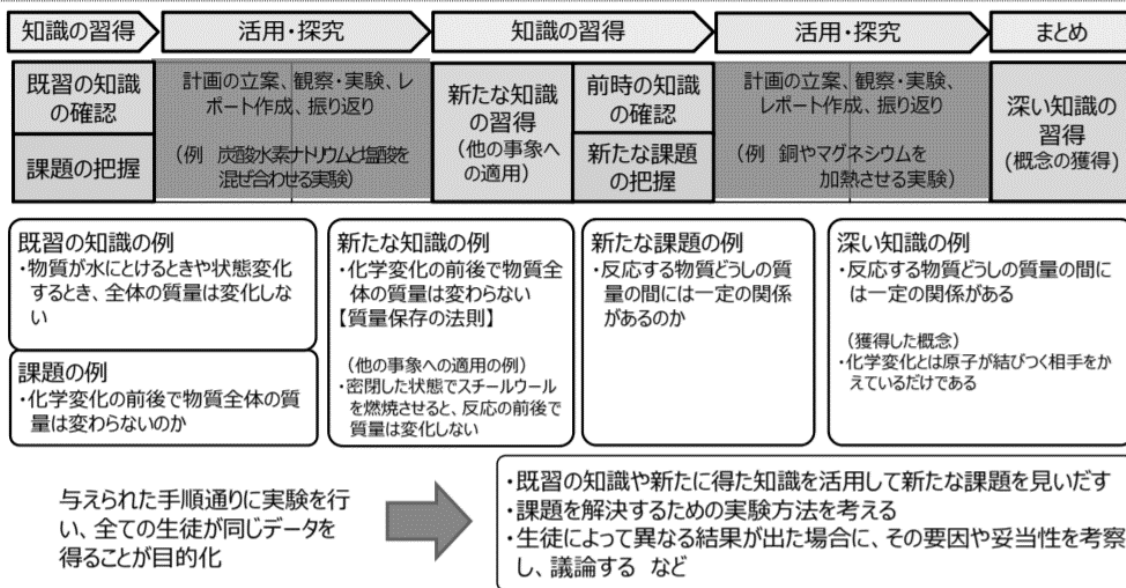 知識の習得
活用・探究
知識の習得
活用・探究
まとめ
既習の知識
の確認
課題の把握
計画の立案、観察・実験、レ
ポート作成、振り返り
(例 炭酸水素ナトリウムと塩酸を
混ぜ合わせる実験)
新たな知識
の習得
(他の事象へ
の適用)
前時の知識
の確認
新たな課題
の把握
計画の立案、観察・実験、
レポート作成、振り返り
(例 銅やマグネシウムを
加熱させる実験)
深い知識の
習得
(概念の獲得)
既習の知識の例
・物質が水にとけるときや状態変化
するとき、全体の質量は変化しな
い
課題の例
・化学変化の前後で物質全体の質
量は変わらないのか
新たな知識の例
・化学変化の前後で物質全
体の質量は変わらない
【質量保存の法則】
(他の事象への適用の例)
・密閉した状態でスチールウール
を燃焼させると、反応の前後で
質量は変化しない
新たな課題の例
・反応する物質どうしの質
量の間には一定の関係
があるのか
深い知識の例
・反応する物質どうしの質量の間に
は一定の関係がある
(獲得した概念)
・化学変化とは原子が結びつく相手をか
えているだけである
与えられた手順通りに実験を行
い、全ての生徒が同じデータを
得ることが目的化
・既習の知識や新たに得た知識を活用して新たな課題を見いだす
・課題を解決するための実験方法を考える
・生徒によって異なる結果が出た場合に、その要因や妥当性を考察
し、議論する など